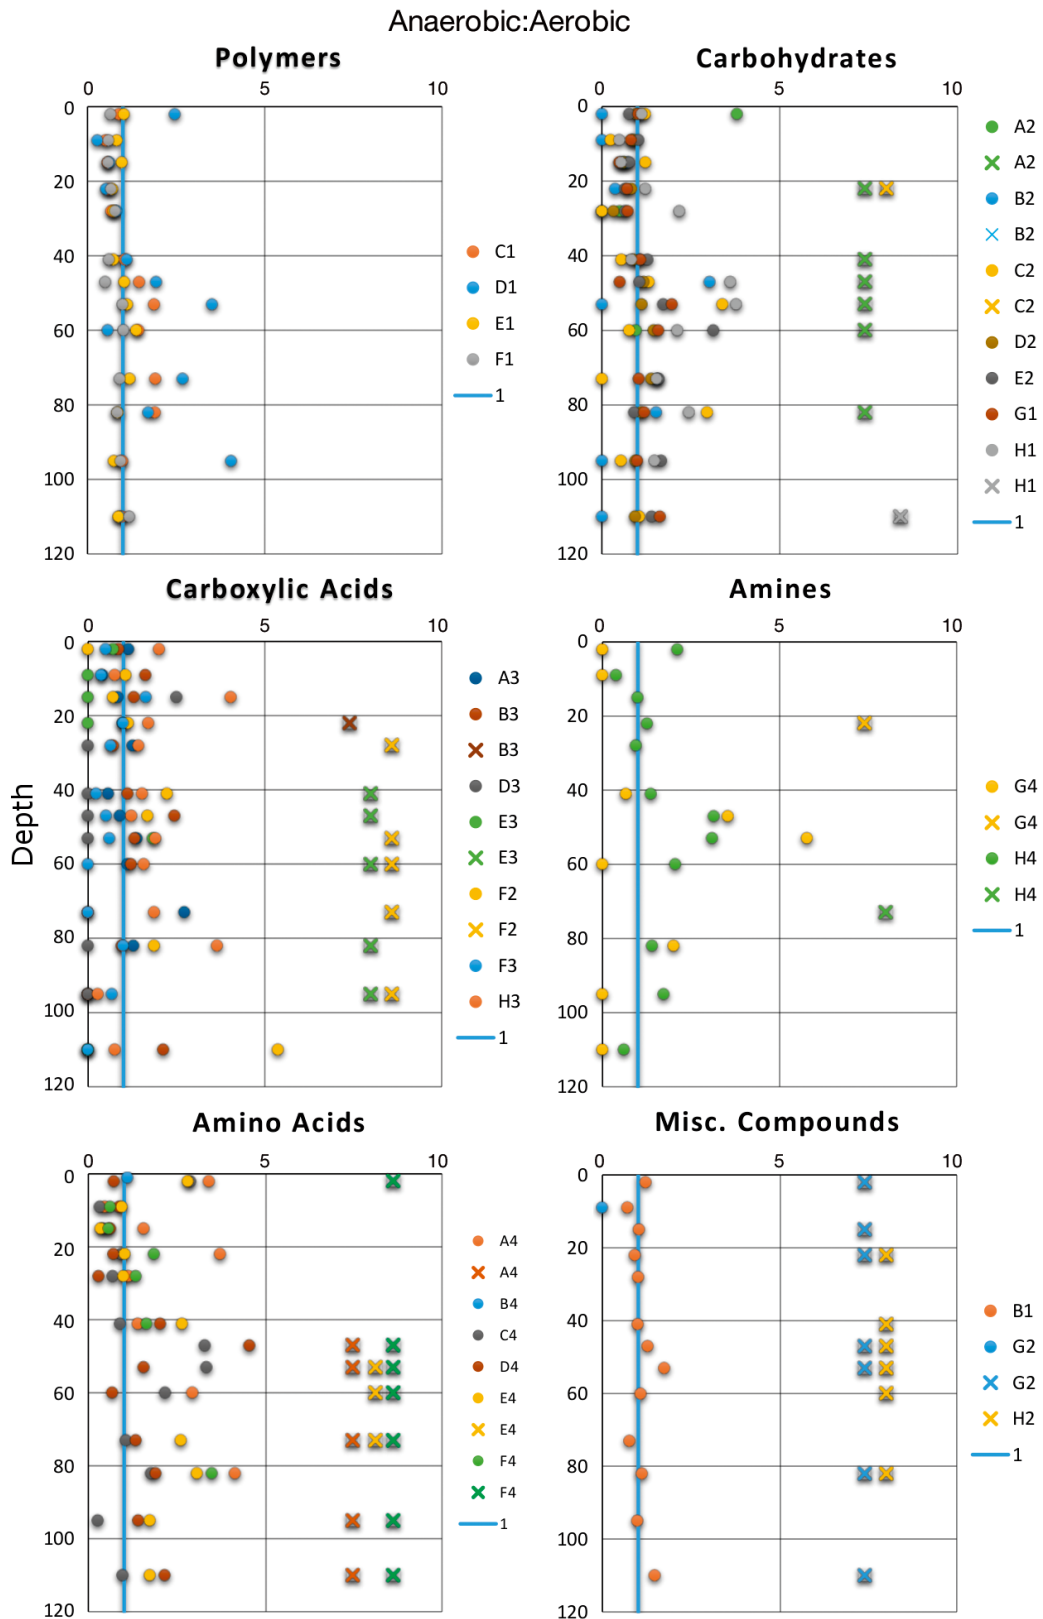 Anaerobic:Aerobic
Polymers
0 5 10
0
20
40
60
80
100
120
C1
D1
E1
F1
1
Carbohydrates
0 5 10
0
20
40
60
80
100
120
A2
A2
B2
B2
C2
C2
D2
E2
G1
H1
H1
1
Depth
Carboxylic Acids
0 5 10
0
20
40
60
80
100
120
A3
B3
B3
D3
E3
E3
F2
F2
F3
H3
1
Amines
0 5 10
0
20
40
60
80
100
120
G4
G4
H4
H4
1
Amino Acids
0 5 10
0
20
40
60
80
100
120
A4
A4
B4
C4
D4
E4
E4
F4
F4
1
Misc. Compounds
0 5 10
0
20
40
60
80
100
120
B1
G2
G2
H2
1